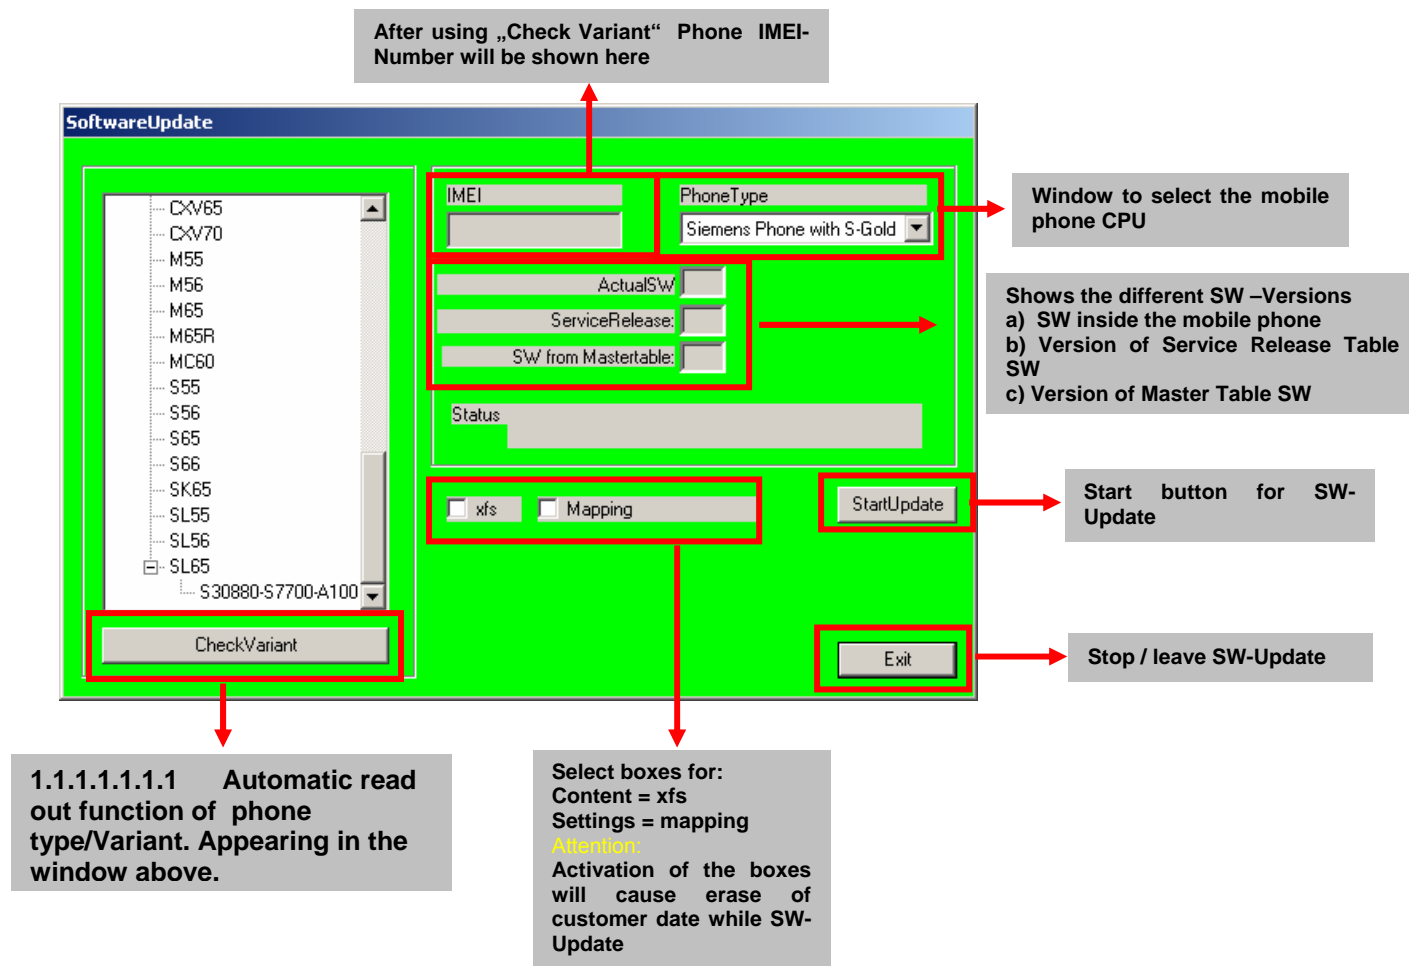 After using „Check Variant“ Phone IMEI-
Number will be shown here
SoftwareUpdate
CXV65
CXV70
M55
M56
M65
M65R
MC60
S55
S56
S65
S66
SK65
SL55
SL56
SL65
S30880-S7700-A100
CheckVariant
IMEI
PhoneType
Siemens Phone with S-Gold
ActualSW
ServiceRelease:
SW from Mastertable:
Status
xfs
Mapping
StartUpdate
Exit
Window to select the mobile
phone CPU
Shows the different SW –Versions
a) SW inside the mobile phone
b) Version of Service Release Table
SW
c) Version of Master Table SW
Start button for SW-
Update
Stop / leave SW-Update
1.1.1.1.1.1.1 Automatic read
out function of phone
type/Variant. Appearing in the
window above.
Select boxes for:
Content = xfs
Settings = mapping
Attention:
Activation of the boxes
will cause erase of
customer date while SW-
Update